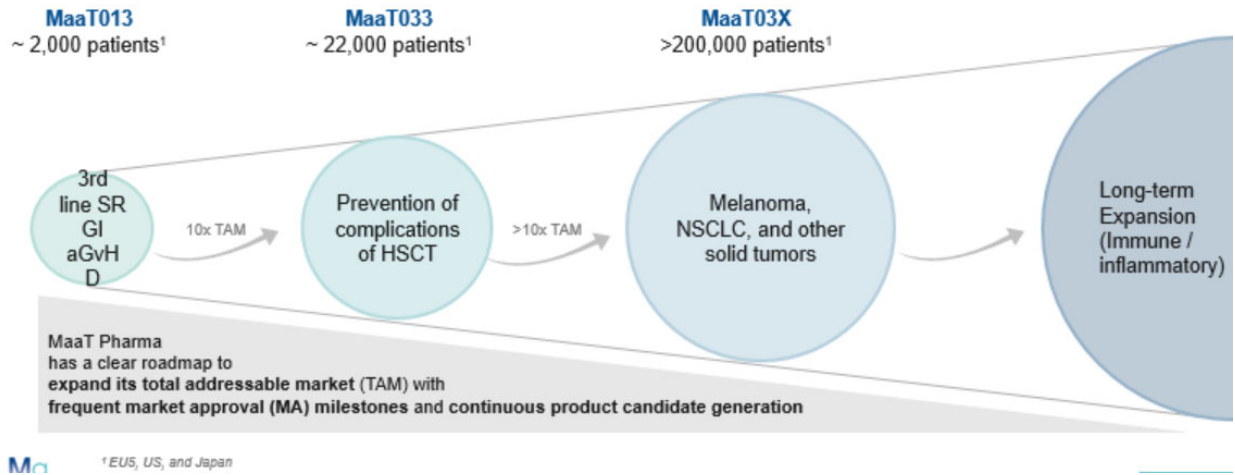 MaaT013
~ 2,000 patients¹
MaaT033
~ 22,000 patients¹
MaaT03X
>200,000 patients¹
3rd
line SR
GI
aGvH
D
10x TAM
Prevention of
complications
of HSCT
>10x TAM
Melanoma,
NSCLC, and other
solid tumors
Long-term
Expansion
(Immune /
inflammatory)
MaaT Pharma
has a clear roadmap to
expand its total addressable market (TAM) with
frequent market approval (MA) milestones and continuous product candidate generation
Ma
¹ EU5, US, and Japan